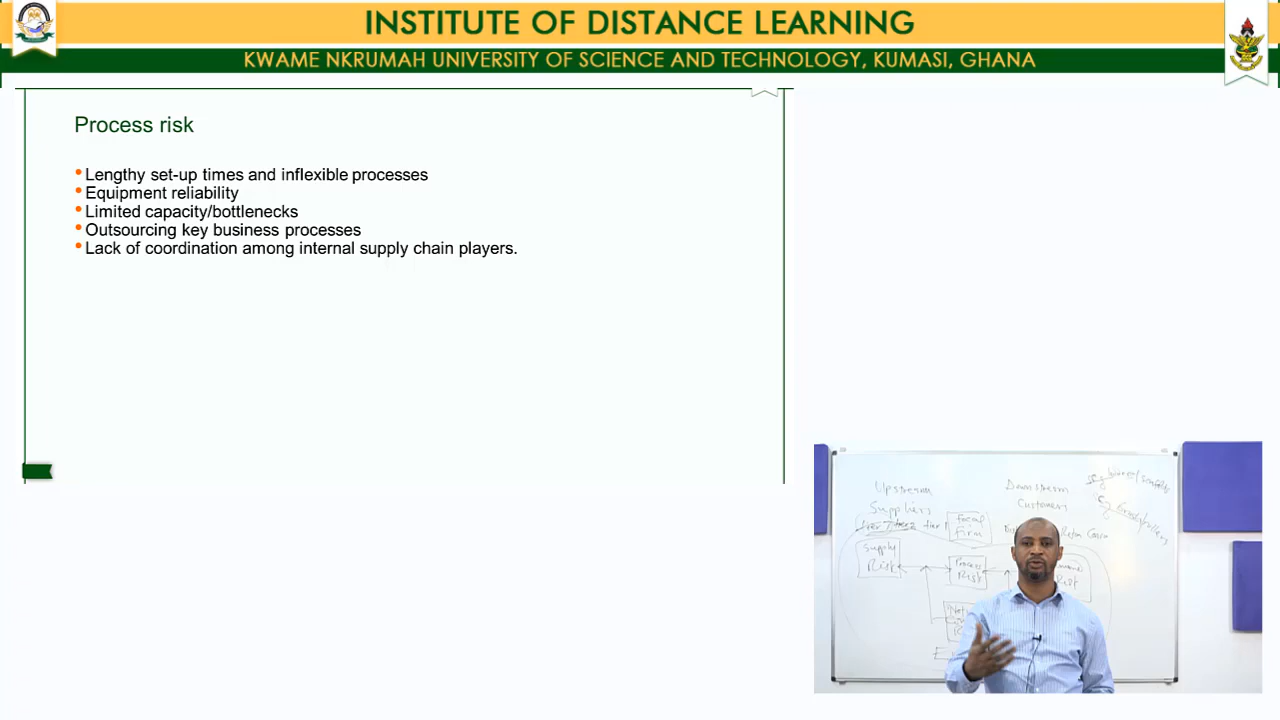 INSTITUTE OF DISTANCE LEARNING
KWAME NKRUMAH UNIVERSITY OF SCIENCE AND TECHNOLOGY, KUMASI, GHANA
Process risk
Lengthy set-up times and inflexible processes
Equipment reliability
Limited capacity/bottlenecks
Outsourcing key business processes
Lack of coordination among internal supply chain players.
Upstream
Suppliers
Downstream
Customers
Focal
firm
Supply
Risk
Process
Risk
Risk